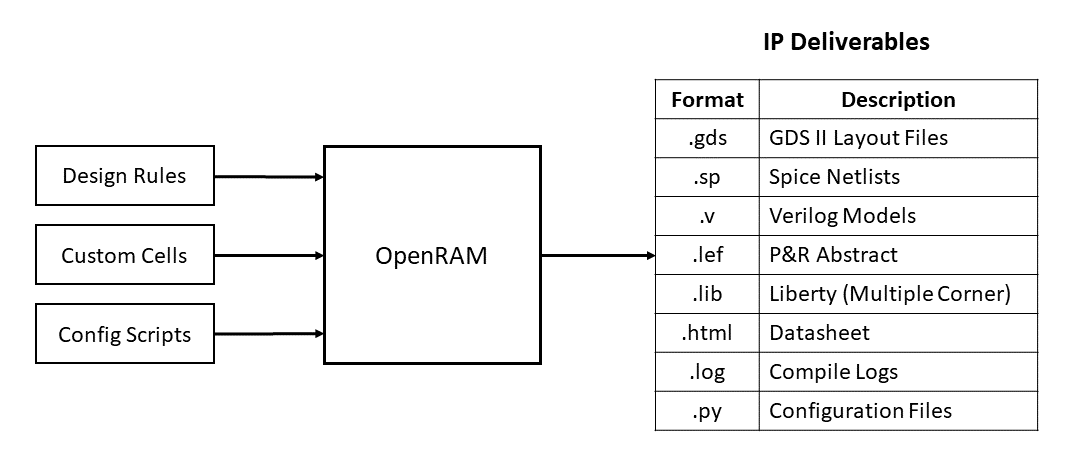 IP Deliverables
Design Rules
Custom Cells
Config Scripts
OpenRAM
Format Description
.gds GDS II Layout Files
.sp Spice Netlists
.v Verilog Models
.lef P&R Abstract
.lib Liberty (Multiple Corner)
.html Datasheet
.log Compile Logs
.py Configuration Files